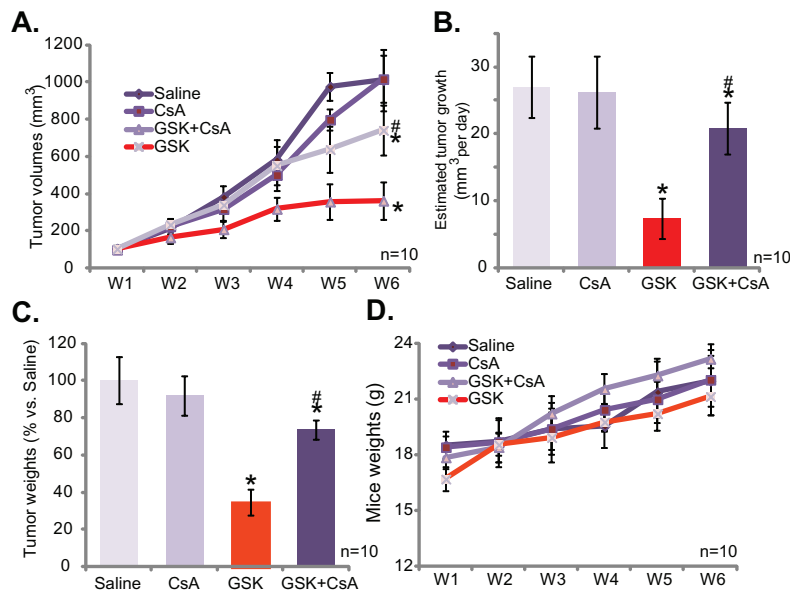 A.
Tumor volumes (mm3)
1200
1000
800
600
400
200
0
Saline
CsA
GSK+CsA
GSK
#
*
*
n=10
W1 W2 W3 W4 W5 W6
B.
Estimated tumor growth
(mm 3 per day)
30
20
10
0
*
#
*
n=10
Saline CsA GSK GSK+CsA
C.
Tumor weights (% vs. Saline)
120
100
80
60
40
20
0
*
#
*
n=10
Saline CsA GSK GSK+CsA
D.
Mice weights (g)
24
21
18
15
12
Saline
CsA
GSK+CsA
GSK
n=10
W1 W2 W3 W4 W5 W6